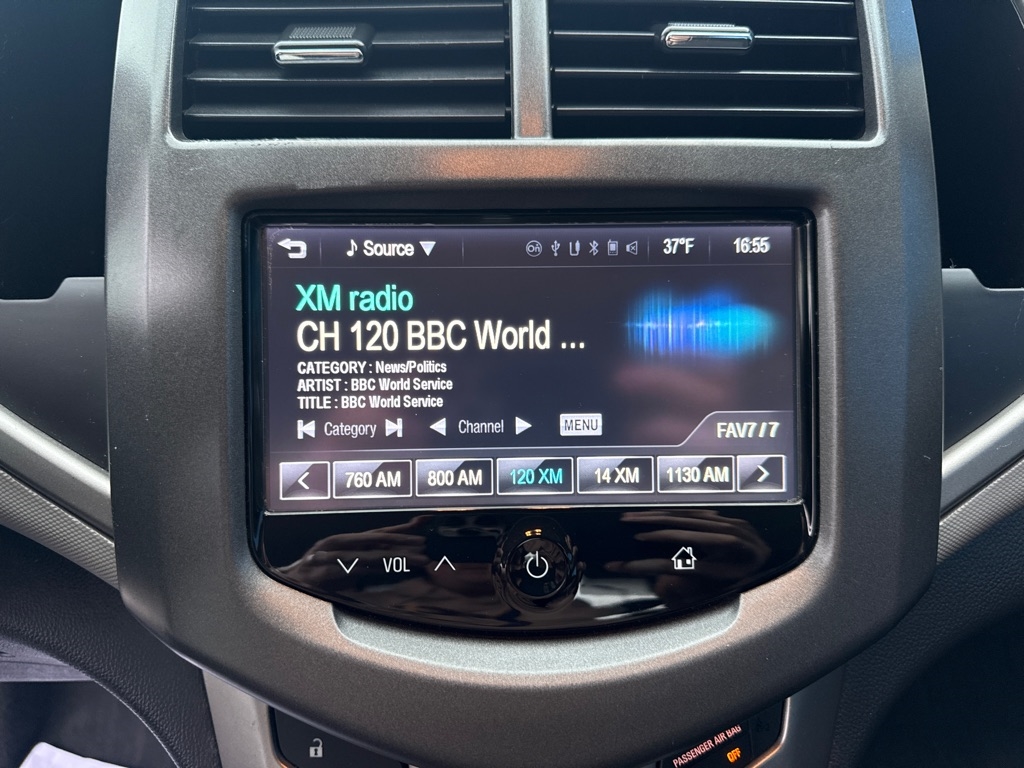 Source 37°F 16:55
XM radio
CH 120 BBC World ...
CATEGORY : News/Politics
ARTIST : BBC World Service
TITLE : BBC World Service
Category Channel MENU FAV7/7
< 760 AM 800 AM 120 XM 14 XM 1130 AM >
VOL
PASSENGER AIR BAG
OFF